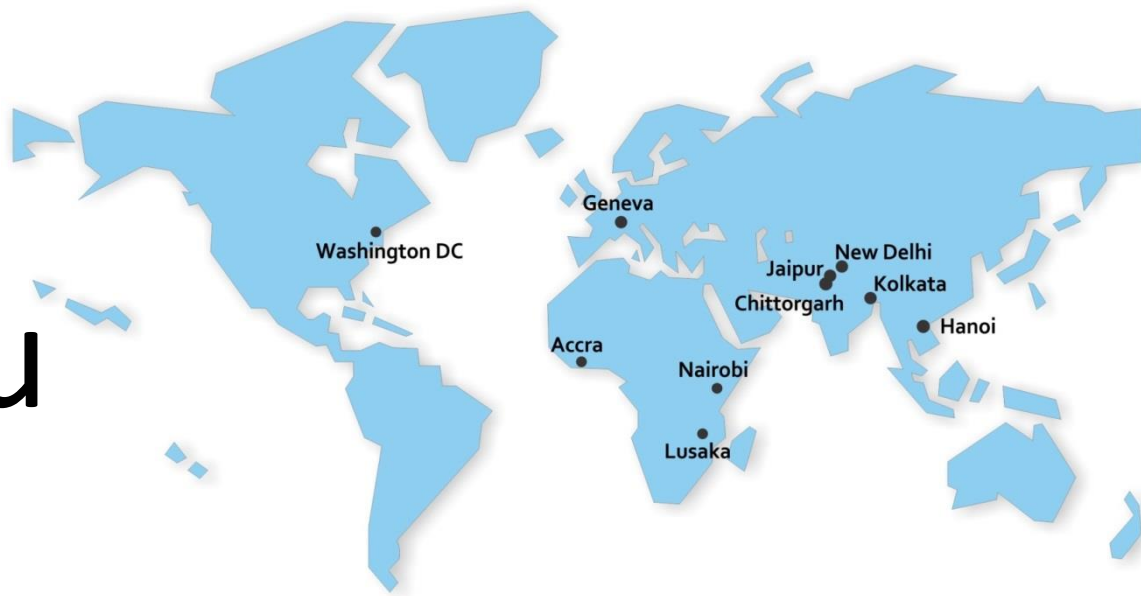 Geneva
Washington DC
New Delhi
Jaipur
Kolkata
Chittorgarh
Hanoi
u
Accra
Nairobi
Lusaka